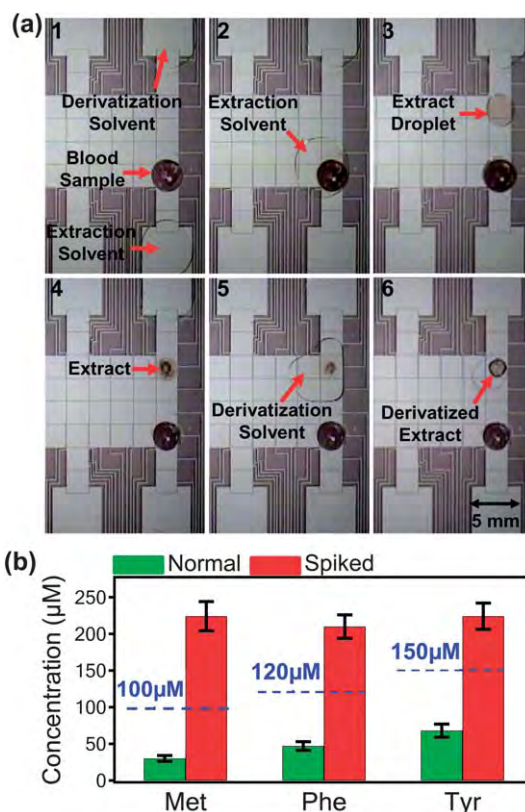 (a)
1
Derivatization
Solvent
Blood
Sample
Extraction
Solvent
2
Extraction
Solvent
3
Extract
Droplet
4
Extract
5
Derivatization
Solvent
6
Derivatized
Extract
5 mm
(b)
Normal
Spiked
Concentration (µM)
250
200
150
100
50
0
100µM
120µM
150µM
Met
Phe
Tyr